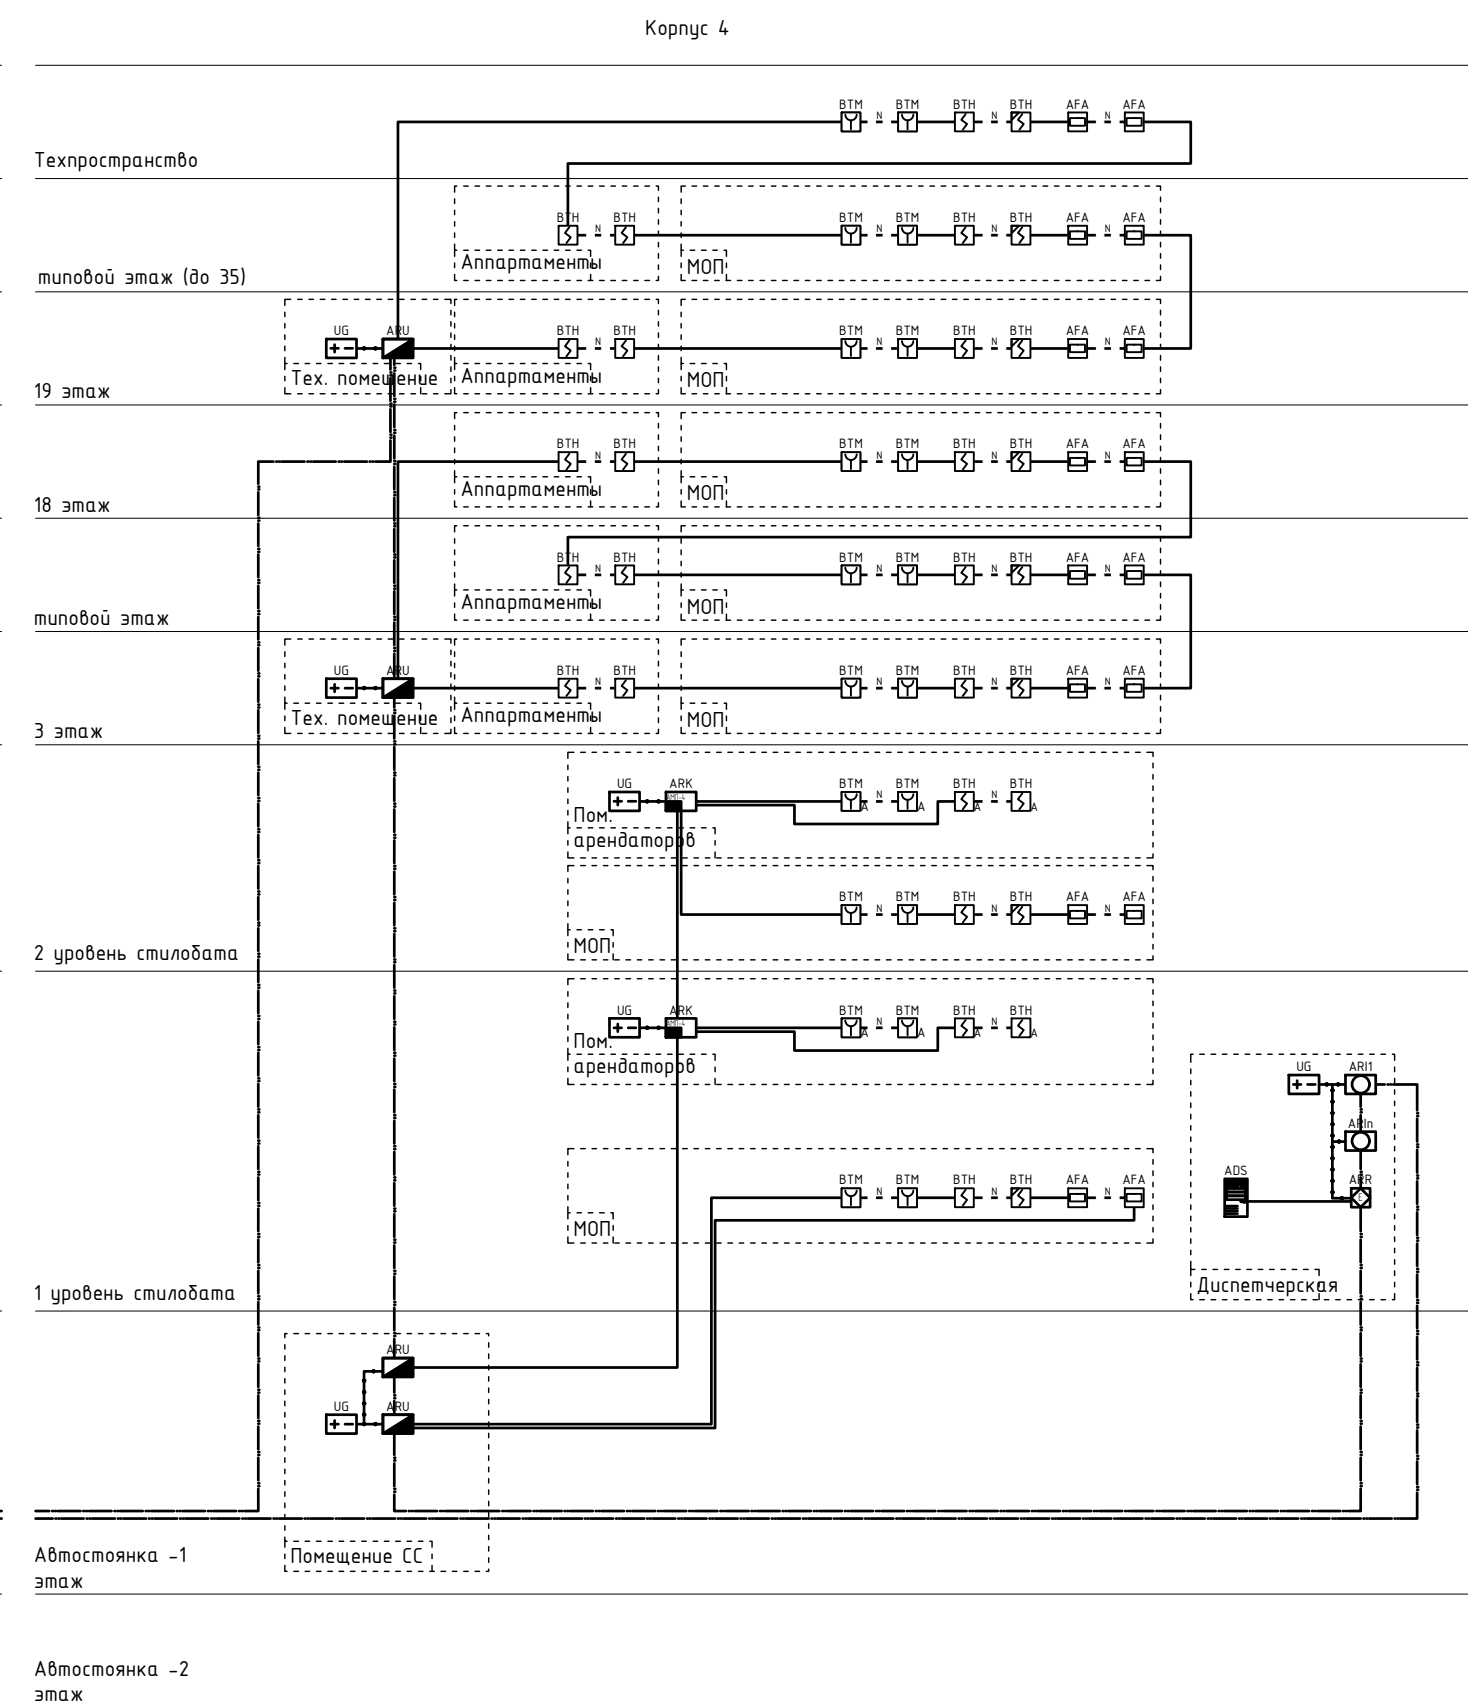 Корпус 4
BTM N BTM BTH N BTH AFA N AFA
Техпространство
BTH N BTH BTM N BTM BTH N BTH AFA N AFA
Аппартаменты МОП
типовой этаж (до 35)
UG ARU BTH N BTH BTM N BTM BTH N BTH AFA N AFA
Тех. помещение Аппартаменты МОП
19 этаж
BTH N BTH BTM N BTM BTH N BTH AFA N AFA
Аппартаменты МОП
18 этаж
BTH N BTH BTM N BTM BTH N BTH AFA N AFA
Аппартаменты МОП
типовой этаж
UG ARU BTH N BTH BTM N BTM BTH N BTH AFA N AFA
Тех. помещение Аппартаменты МОП
3 этаж
UG ARK BTM N BTM BTH N BTH
АМП-4 A A A A
Пом.
арендаторов
BTM N BTM BTH N BTH AFA N AFA
МОП
2 уровень стилобата
UG ARK BTM N BTM BTH N BTH
АМП-4 A A A A
Пом.
арендаторов
UG ARI1
ARIn
BTM N BTM BTH N BTH AFA N AFA
ADS ARR
E
МОП
Диспетчерская
1 уровень стилобата
ARU
UG ARU
Помещение СС
Автостоянка -1
этаж
Автостоянка -2
этаж